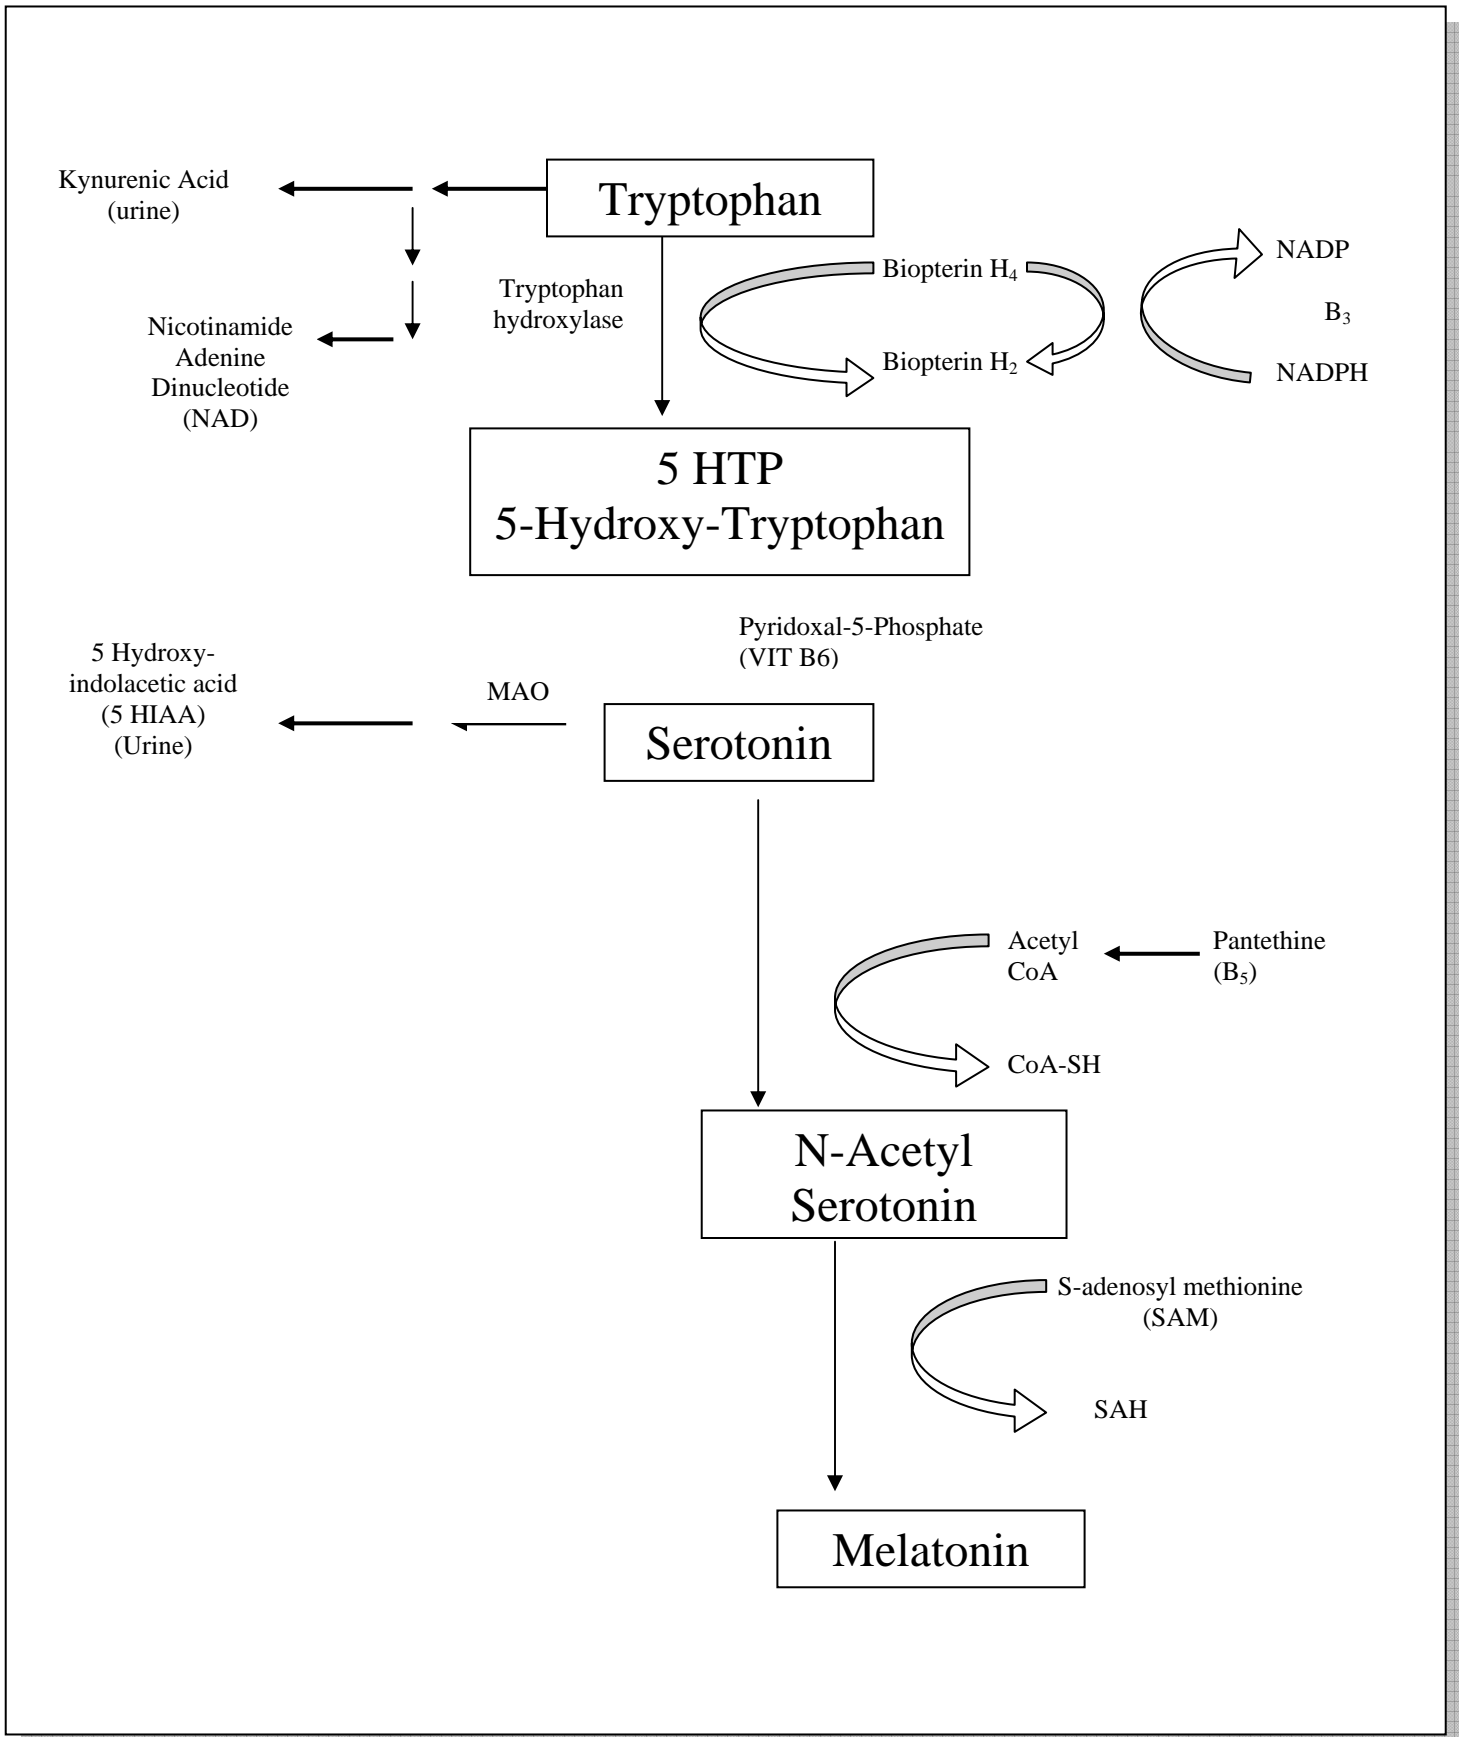 Kynurenic Acid
(urine)
Tryptophan
Tryptophan
hydroxylase
Biopterin H₄
Biopterin H₂
NADP
B₃
NADPH
Nicotinamide
Adenine
Dinucleotide
(NAD)
5 HTP
5-Hydroxy-Tryptophan
Pyridoxal-5-Phosphate
(VIT B6)
5 Hydroxy-
indolacetic acid
(5 HIAA)
(Urine)
MAO
Serotonin
Acetyl
CoA
Pantethine
(B₅)
CoA-SH
N-Acetyl
Serotonin
S-adenosyl methionine
(SAM)
SAH
Melatonin